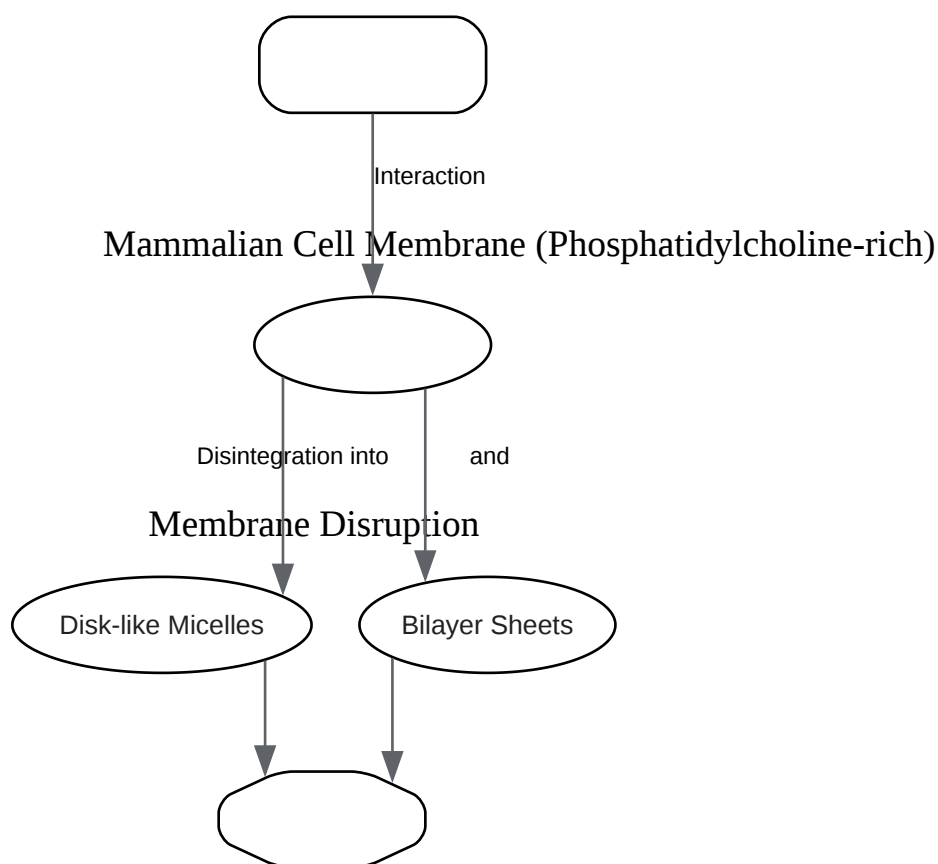 Interaction
Mammalian Cell Membrane (Phosphatidylcholine-rich)
Disintegration into
and
Membrane Disruption
Disk-like Micelles
Bilayer Sheets